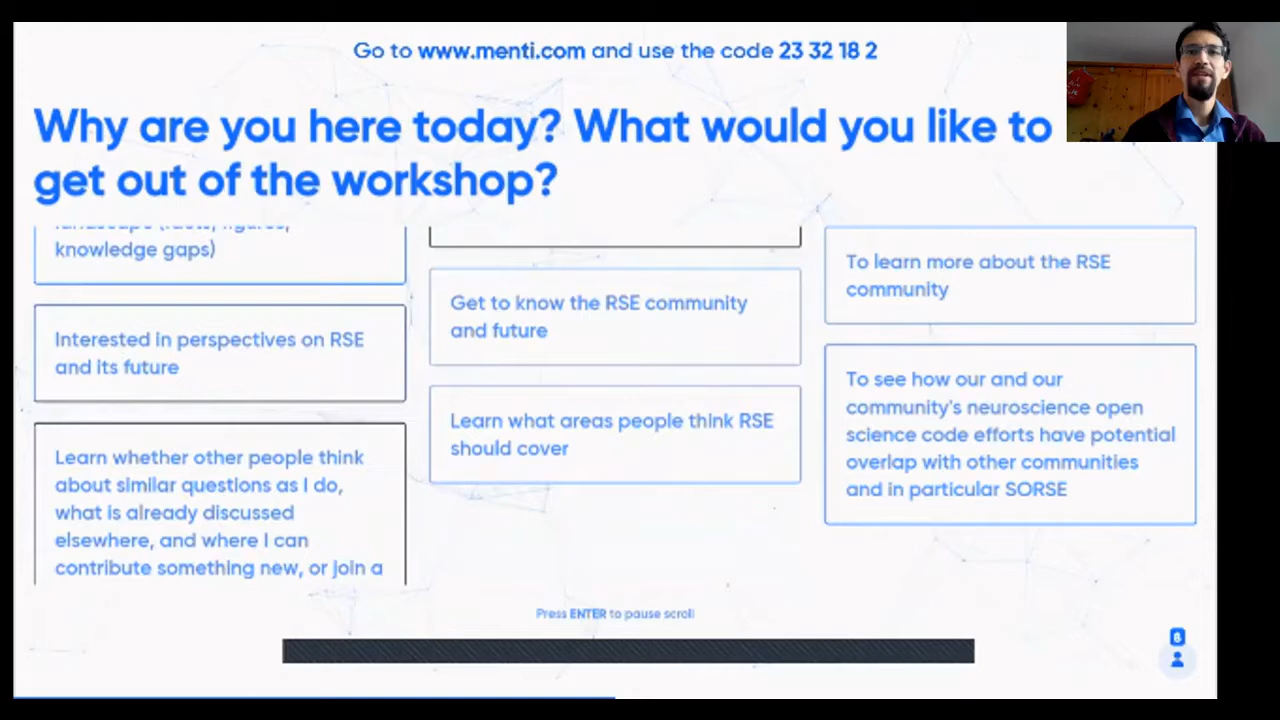 Go to www.menti.com and use the code 23 32 18 2
Why are you here today? What would you like to
get out of the workshop?
landscape (facts, figures,
knowledge gaps)
Interested in perspectives on RSE
and its future
Learn whether other people think
about similar questions as I do,
what is already discussed
elsewhere, and where I can
contribute something new, or join a
Get to know the RSE community
and future
Learn what areas people think RSE
should cover
To learn more about the RSE
community
To see how our and our
community's neuroscience open
science code efforts have potential
overlap with other communities
and in particular SORSE
Press ENTER to pause scroll